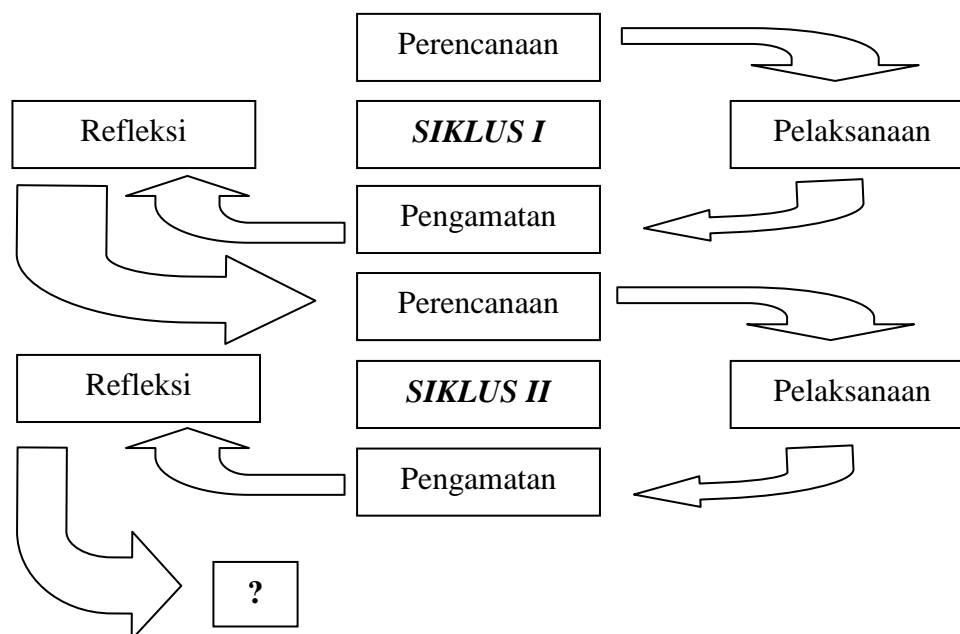 Perencanaan
Refleksi
SIKLUS I
Pelaksanaan
Pengamatan
Perencanaan
Refleksi
SIKLUS II
Pelaksanaan
Pengamatan
?